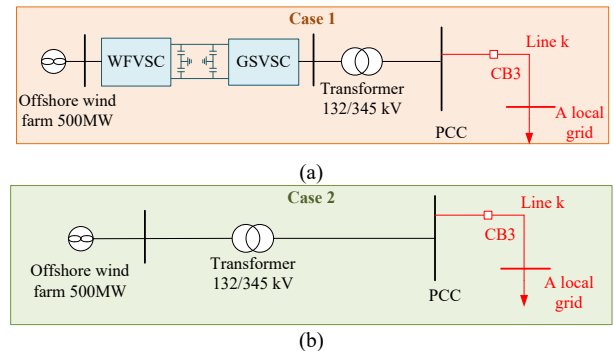 Case 1
WFVSC
GSVSC
Line k
CB3
Offshore wind
farm 500MW
Transformer
132/345 kV
PCC
A local
grid
(a)
Case 2
Line k
CB3
Offshore wind
farm 500MW
Transformer
132/345 kV
PCC
A local
grid
(b)